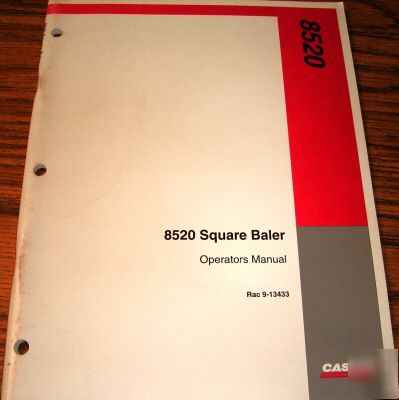 8520
8520 Square Baler
Operators Manual
Rac 9-13433
CAS